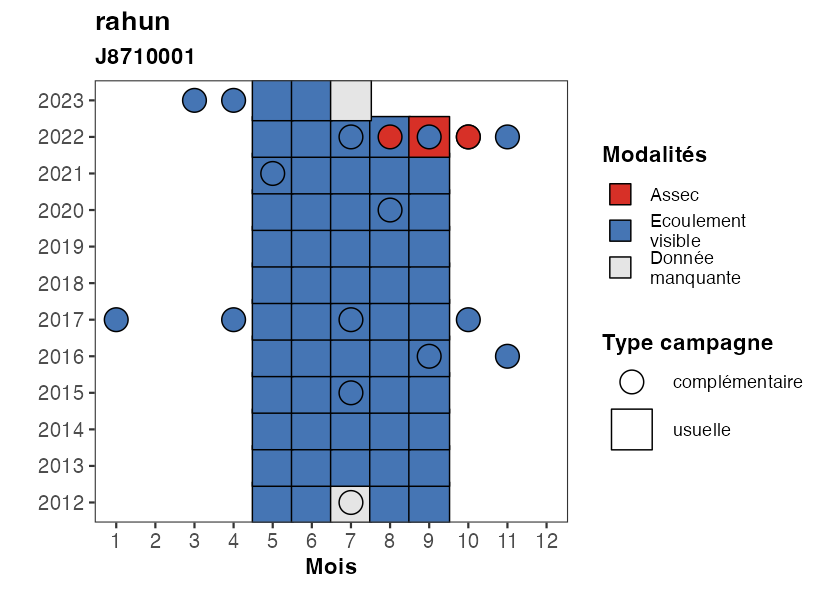 rahun
J8710001
2023
2022
2021
2020
2019
2018
2017
2016
2015
2014
2013
2012
1 2 3 4 5 6 7 8 9 10 11 12
Mois
Modalités
Assec
Ecoulement
visible
Donnée
manquante
Type campagne
complémentaire
usuelle